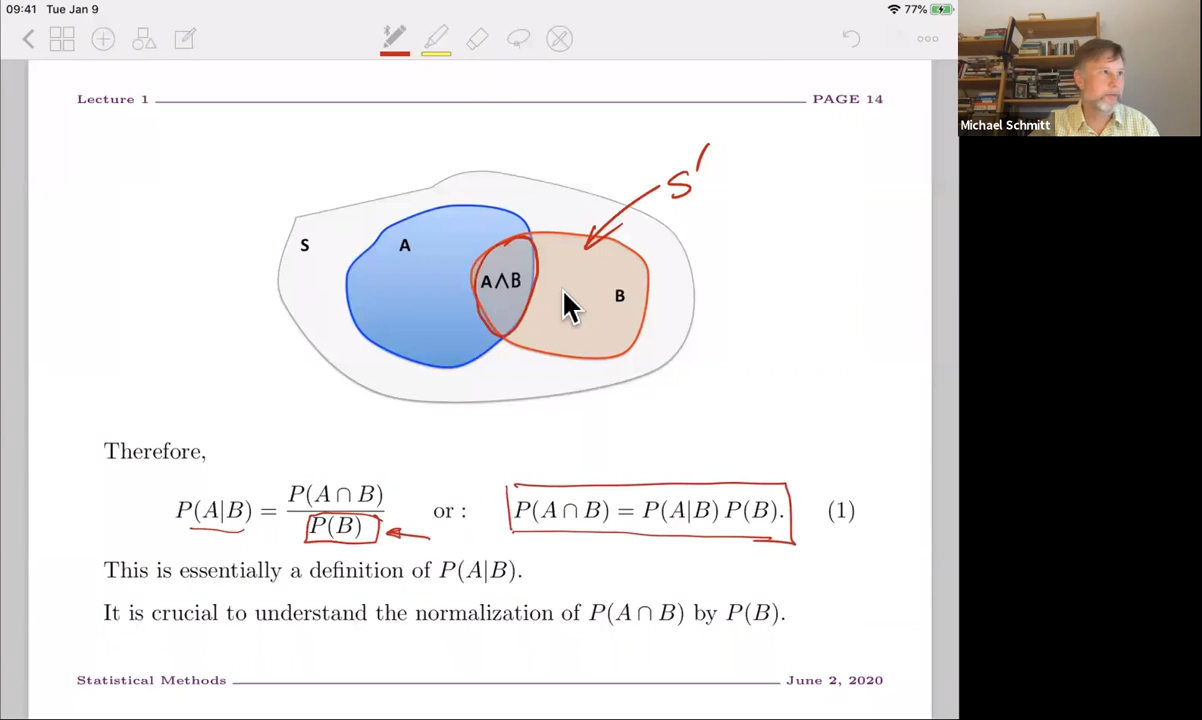 09:41 Tue Jan 9
77%
Lecture 1
PAGE 14
S'
S
A
A∧B
B
Therefore,
P(A|B) = P(A ∩ B) / P(B) or : P(A ∩ B) = P(A|B) P(B). (1)
This is essentially a definition of P(A|B).
It is crucial to understand the normalization of P(A ∩ B) by P(B).
Statistical Methods
June 2, 2020
Michael Schmitt